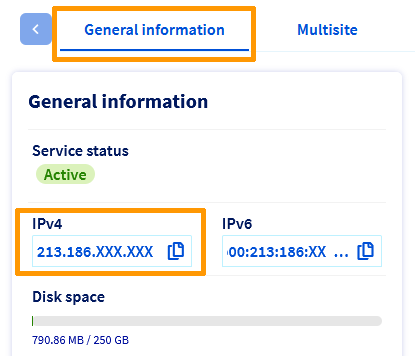 General information
Multisite
General information
Service status
Active
IPv4
IPv6
213.186.XXX.XXX
00:213:186:XX ...
Disk space
790.86 MB / 250 GB